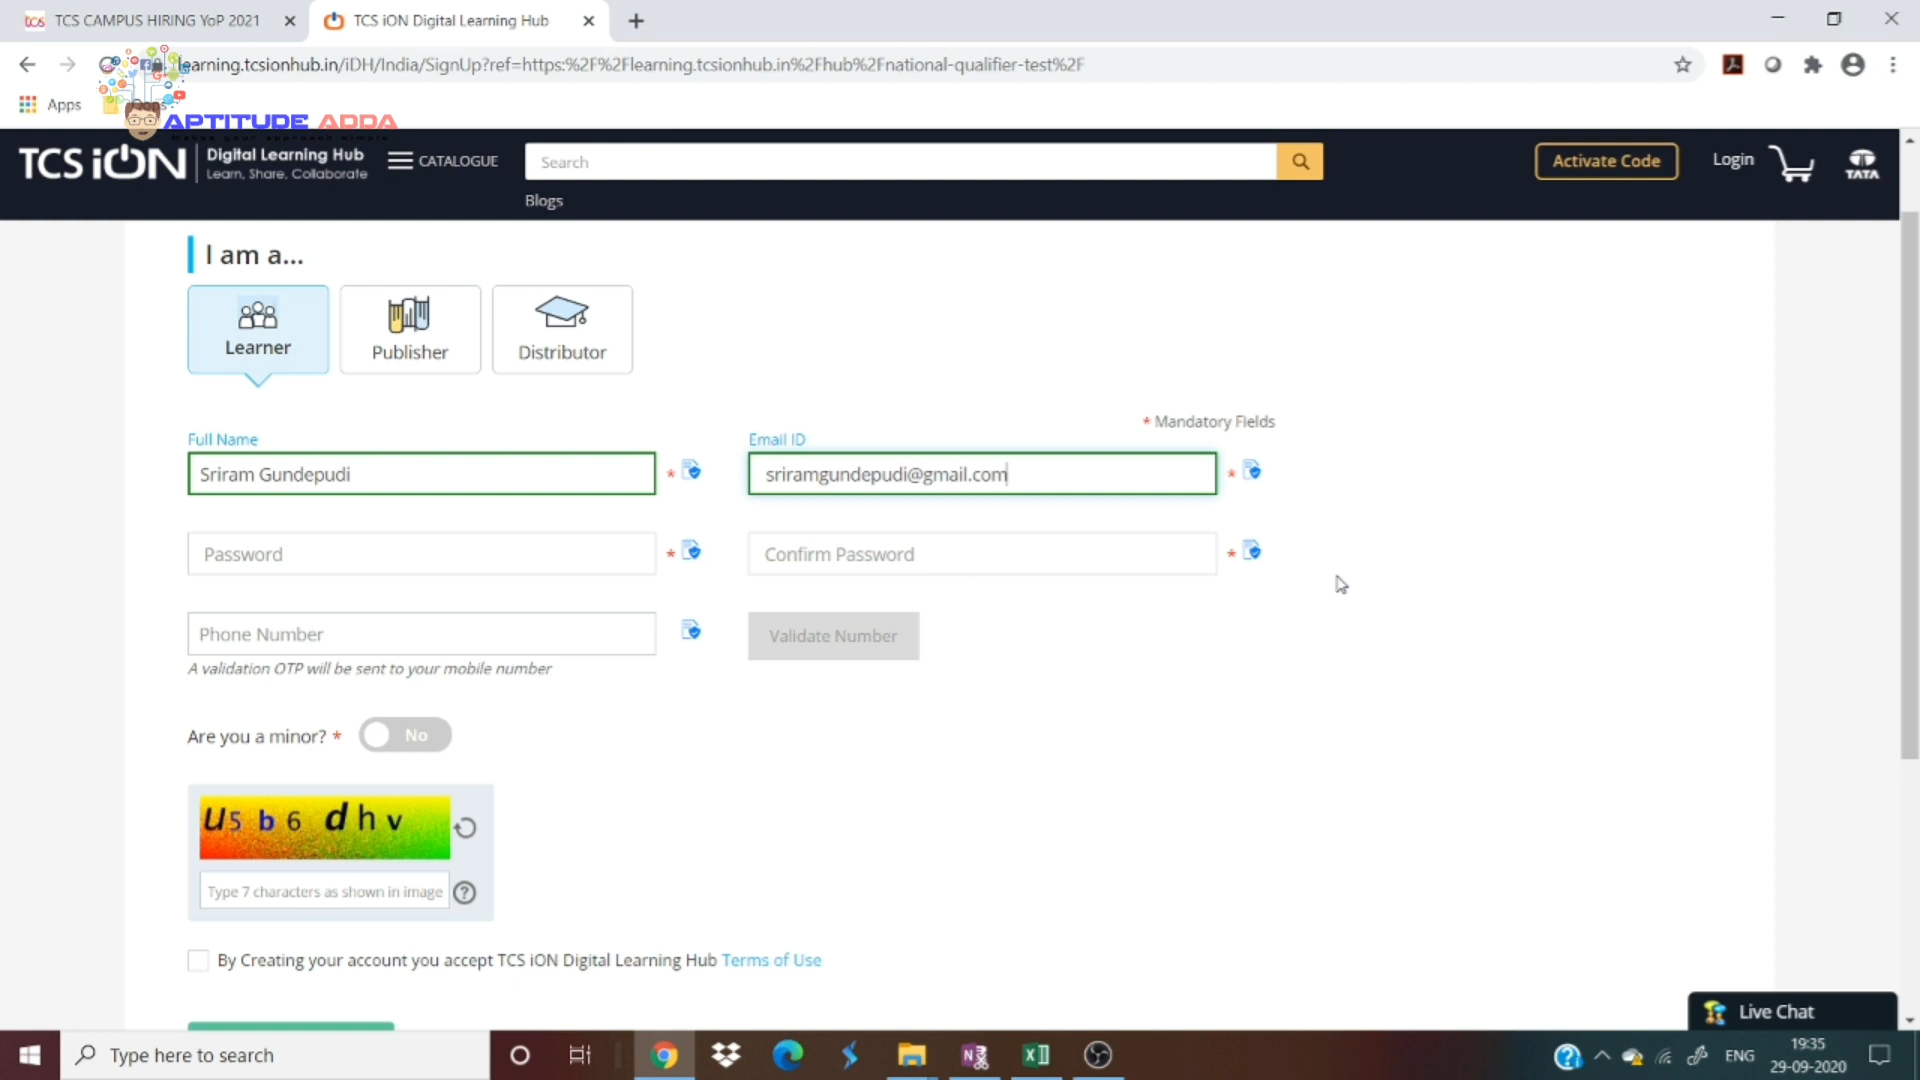 TCS CAMPUS HIRING YoP 2021
TCS iON Digital Learning Hub
learning.tcsionhub.in/iDH/India/SignUp?ref=https:%2F%2Flearning.tcsionhub.in%2Fhub%2Fnational-qualifier-test%2F
Apps
APTITUDE ADDA
TCS iON
Digital Learning Hub
Learn, Share, Collaborate
CATALOGUE
Search
Activate Code
Login
TATA
Blogs
I am a...
Learner
Publisher
Distributor
* Mandatory Fields
Full Name
Email ID
Sriram Gundepudi
*
sriramgundepudi@gmail.com
*
Password
*
Confirm Password
*
Phone Number
Validate Number
A validation OTP will be sent to your mobile number
Are you a minor? *
No
u5 b6 dhv
Type 7 characters as shown in image
By Creating your account you accept TCS iON Digital Learning Hub Terms of Use
Live Chat
Type here to search
ENG
19:35
29-09-2020